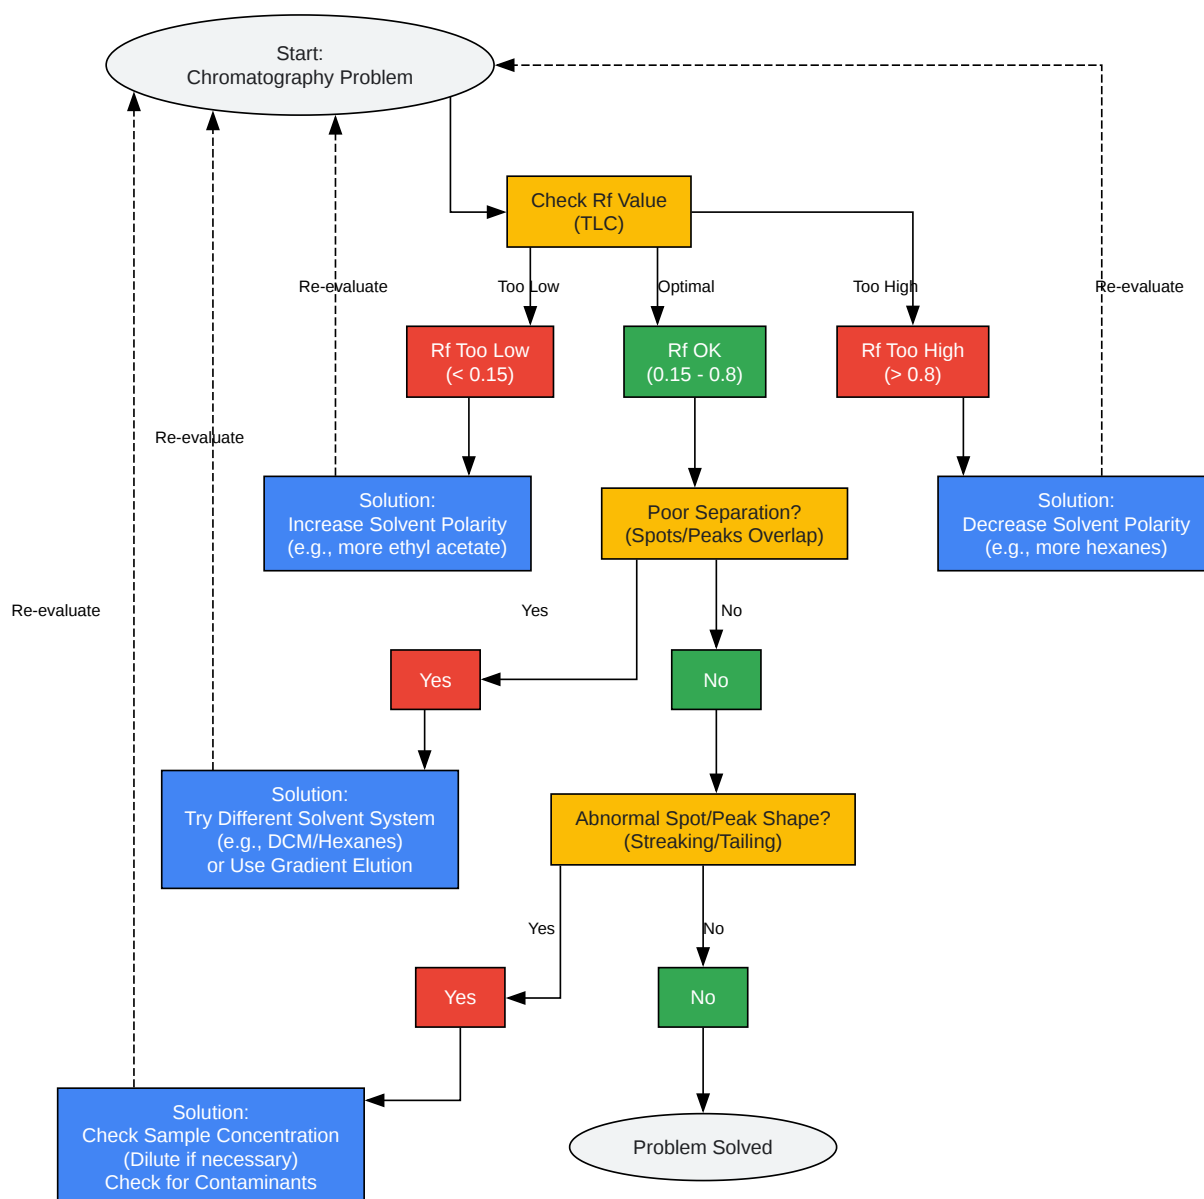 Start:
Chromatography Problem
Check Rf Value
(TLC)
Re-evaluate
Too Low
Optimal
Too High
Re-evaluate
Rf Too Low
(< 0.15)
Rf OK
(0.15 - 0.8)
Rf Too High
(> 0.8)
Re-evaluate
Solution:
Increase Solvent Polarity
(e.g., more ethyl acetate)
Poor Separation?
(Spots/Peaks Overlap)
Solution:
Decrease Solvent Polarity
(e.g., more hexanes)
Re-evaluate
Yes
No
Yes
No
Solution:
Try Different Solvent System
(e.g., DCM/Hexanes)
or Use Gradient Elution
Abnormal Spot/Peak Shape?
(Streaking/Tailing)
Yes
No
Yes
No
Solution:
Check Sample Concentration
(Dilute if necessary)
Check for Contaminants
Problem Solved